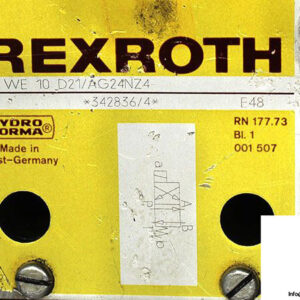 REXROTH
WE 10 D21/AG24NZ4
*342836/4*
E48
HYDRO
NORMA®
Made in
st-Germany
RN 177.73
Bl. 1
001 507
A
B
P